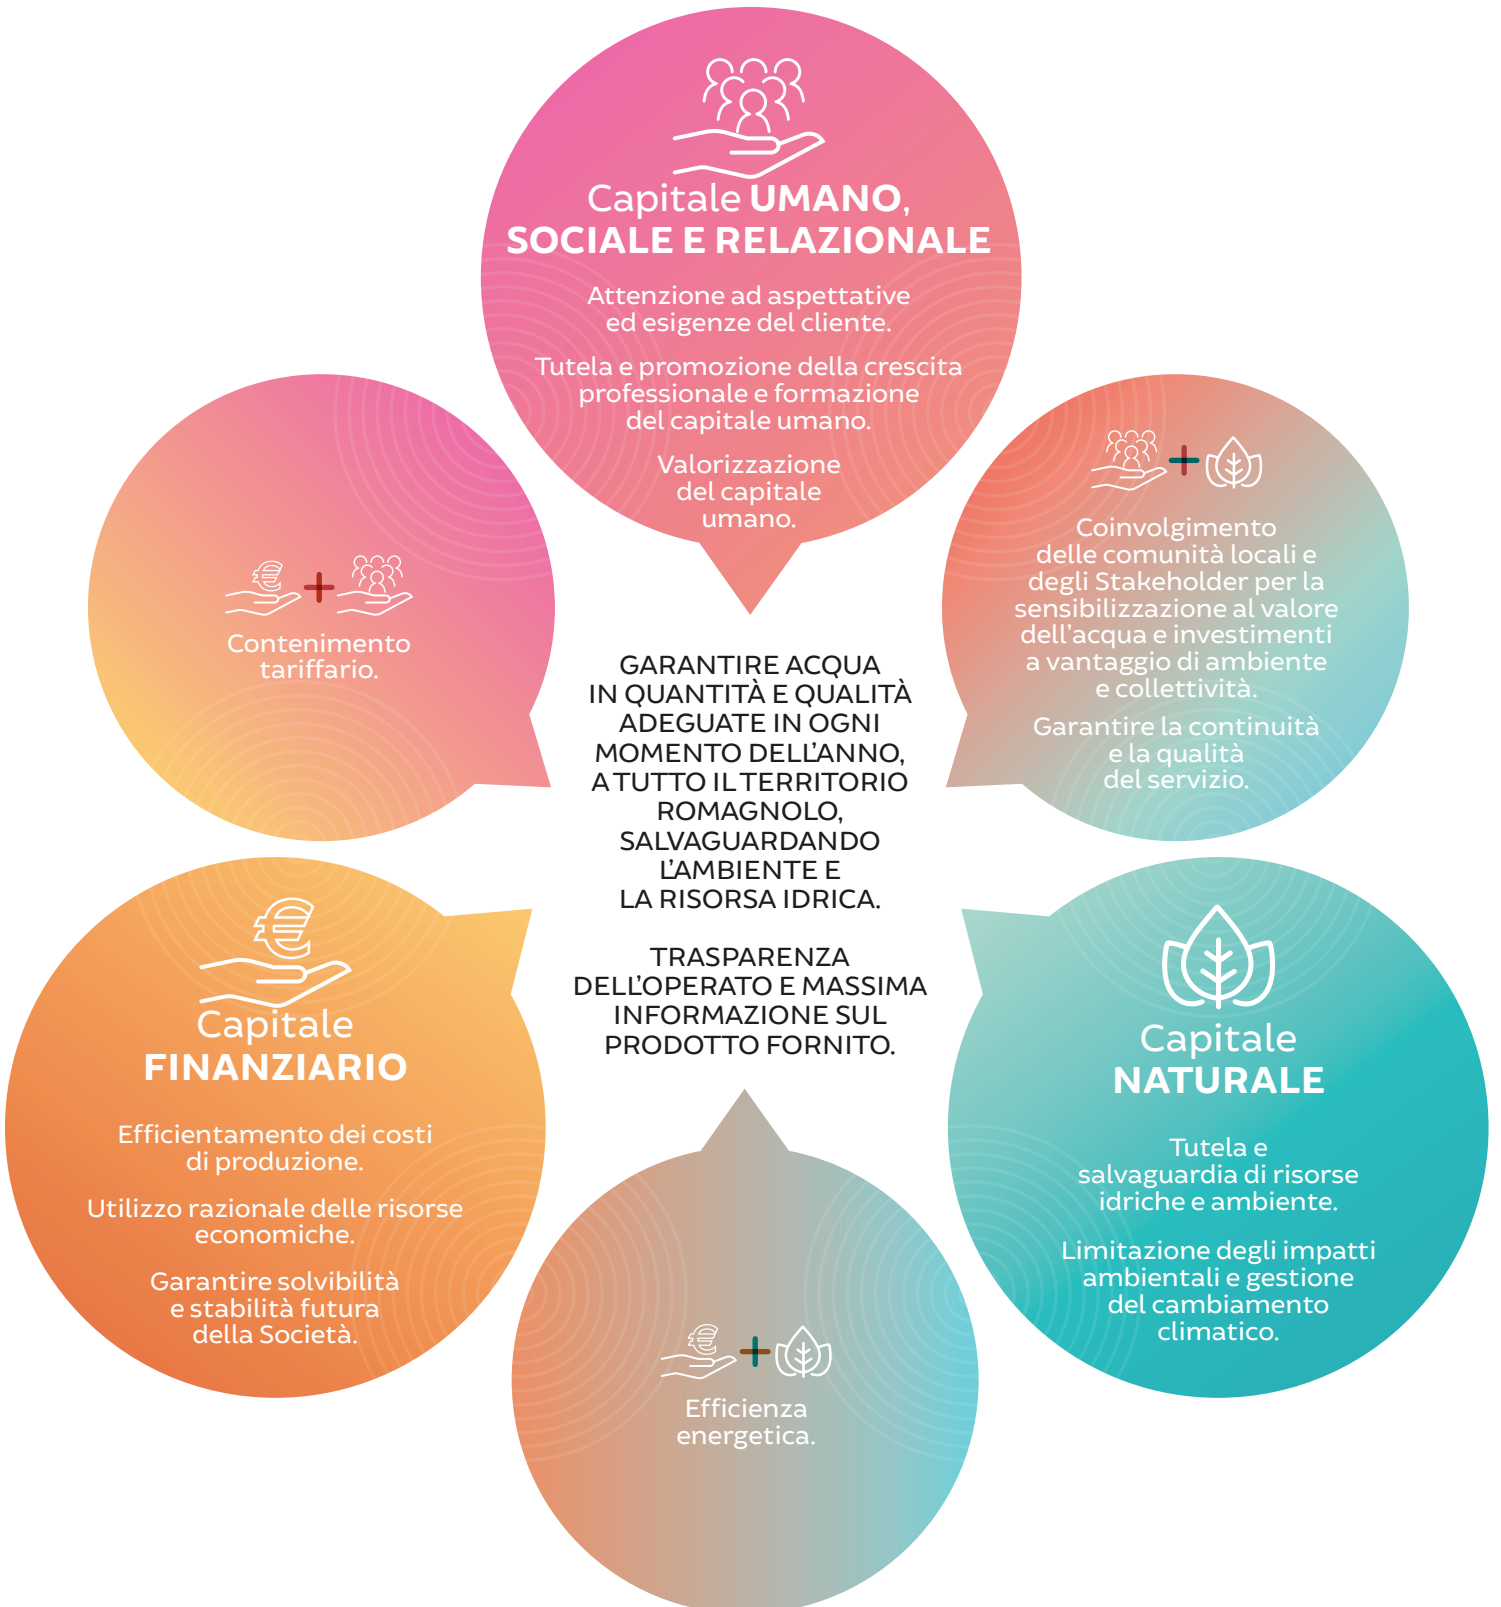 Capitale UMANO,
SOCIALE E RELAZIONALE
Attenzione ad aspettative
ed esigenze del cliente.
Tutela e promozione della crescita
professionale e formazione
del capitale umano.
Valorizzazione
del capitale
umano.
Contenimento
tariffario.
Coinvolgimento
delle comunità locali e
degli Stakeholder per la
sensibilizzazione al valore
dell'acqua e investimenti
a vantaggio di ambiente
e collettività.
Garantire la continuità
e la qualità
del servizio.
GARANTIRE ACQUA
IN QUANTITÀ E QUALITÀ
ADEGUATE IN OGNI
MOMENTO DELL'ANNO,
A TUTTO IL TERRITORIO
ROMAGNOLO,
SALVAGUARDANDO
L'AMBIENTE E
LA RISORSA IDRICA.
TRASPARENZA
DELL'OPERATO E MASSIMA
INFORMAZIONE SUL
PRODOTTO FORNITO.
Capitale
FINANZIARIO
Efficientamento dei costi
di produzione.
Utilizzo razionale delle risorse
economiche.
Garantire solvibilità
e stabilità futura
della Società.
Capitale
NATURALE
Tutela e
salvaguardia di risorse
idriche e ambiente.
Limitazione degli impatti
ambientali e gestione
del cambiamento
climatico.
Efficienza
energetica.